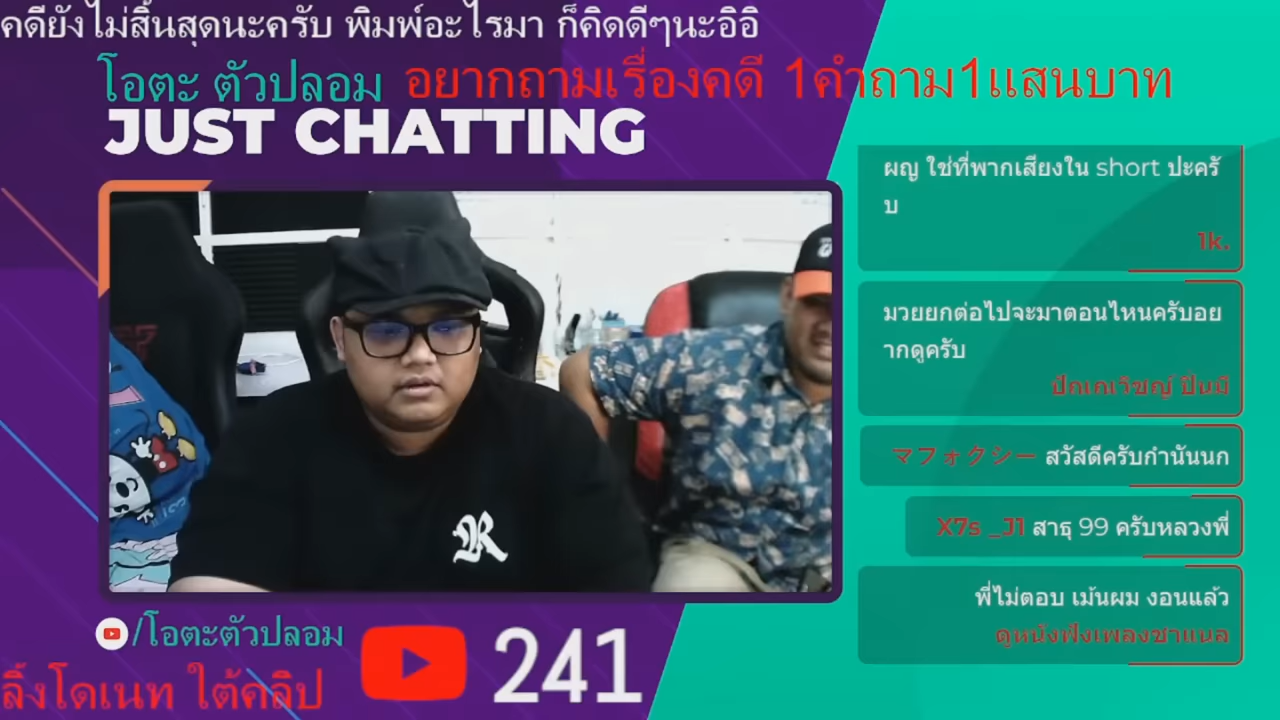 คดียังไม่สิ้นสุดนะครับ พิมพ์อะไรมา ก็คิดดีๆนะอิอิ
โอตะ ตัวปลอม อยากถามเรื่องคดี 1คำถาม1แสนบาท
JUST CHATTING
ผญ ใช่ที่พากเสียงใน short ปะครั
บ
1k.
มวยยกต่อไปจะมาตอนไหนครับอย
ากดูครับ
マフォクシー สวัสดีครับกำนันนก
X7s _J1 สาธุ 99 ครับหลวงพี่
พี่ไม่ตอบ เม้นผม งอนแล้ว
ดูหนังฟังเพลงชาแนล
/โอตะตัวปลอม
241
ลิ้งโดเนท ใต้คลิป